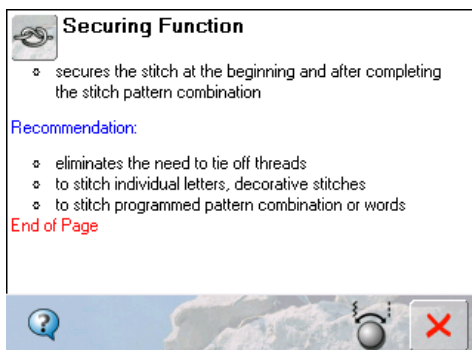 Securing Function
secures the stitch at the beginning and after completing
the stitch pattern combination
Recommendation:
eliminates the need to tie off threads
to stitch individual letters, decorative stitches
to stitch programmed pattern combination or words
End of Page
?